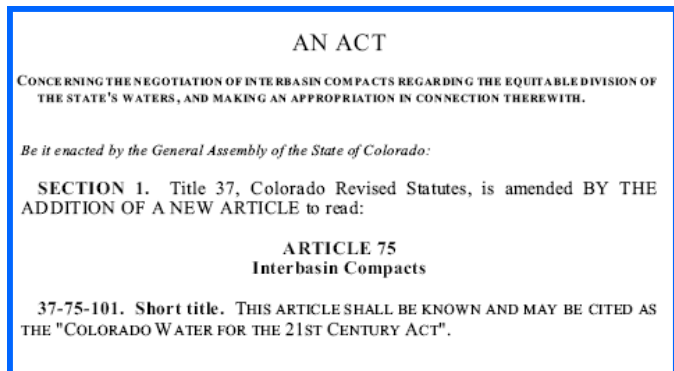 AN ACT
CONCERNING THE NEGOTIATION OF INTERBASIN COMPACTS REGARDING THE EQUITABLE DIVISION OF
THE STATE'S WATERS, AND MAKING AN APPROPRIATION IN CONNECTION THEREWITH.
Be it enacted by the General Assembly of the State of Colorado:
SECTION 1. Title 37, Colorado Revised Statutes, is amended BY THE
ADDITION OF A NEW ARTICLE to read:
ARTICLE 75
Interbasin Compacts
37-75-101. Short title. THIS ARTICLE SHALL BE KNOWN AND MAY BE CITED AS
THE "COLORADO WATER FOR THE 21ST CENTURY ACT".